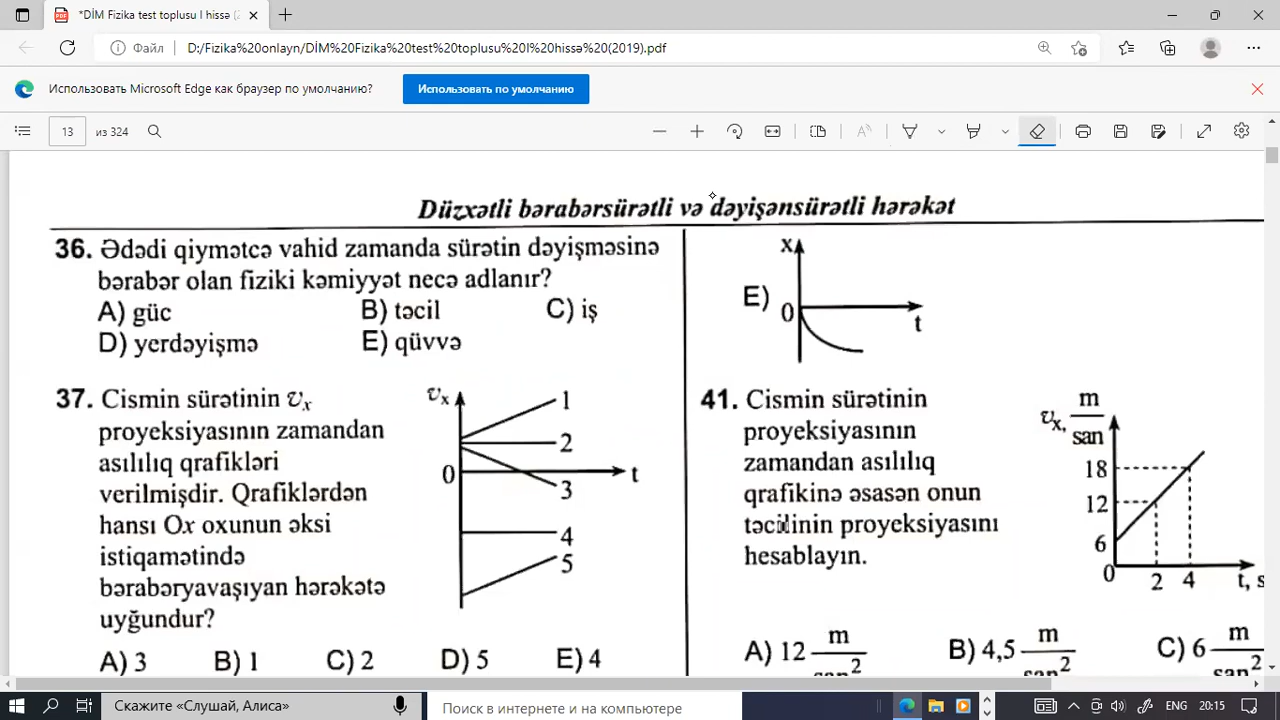 *DİM Fizika test toplusu I hissə (2
Файл
D:/Fizika%20onlayn/DİM%20Fizika%20test%20toplusu%20I%20hissə%20(2019).pdf
Использовать Microsoft Edge как браузер по умолчанию?
Использовать по умолчанию
13 из 324
Düzxətli bərabərsürətli və dəyişənsürətli hərəkət
36. Ədədi qiymətcə vahid zamanda sürətin dəyişməsinə
bərabər olan fiziki kəmiyyət necə adlanır?
A) güc B) təcil C) iş
D) yerdəyişmə E) qüvvə
37. Cismin sürətinin υx
proyeksiyasının zamandan
asılılıq qrafikləri
verilmişdir. Qrafiklərdən
hansı Ox oxunun əksi
istiqamətində
bərabəryavaşıyan hərəkətə
uyğundur?
υx
1
2
0 t
3
4
5
A) 3 B) 1 C) 2 D) 5 E) 4
x
E) 0
t
41. Cismin sürətinin
proyeksiyasının
zamandan asılılıq
qrafikinə əsasən onun
təcilinin proyeksiyasını
hesablayın.
υx, m/san
18
12
6
0 2 4 t, s
A) 12 m/san² B) 4,5 m/san² C) 6 m/san²
Скажите «Слушай, Алиса»
Поиск в интернете и на компьютере
ENG 20:15